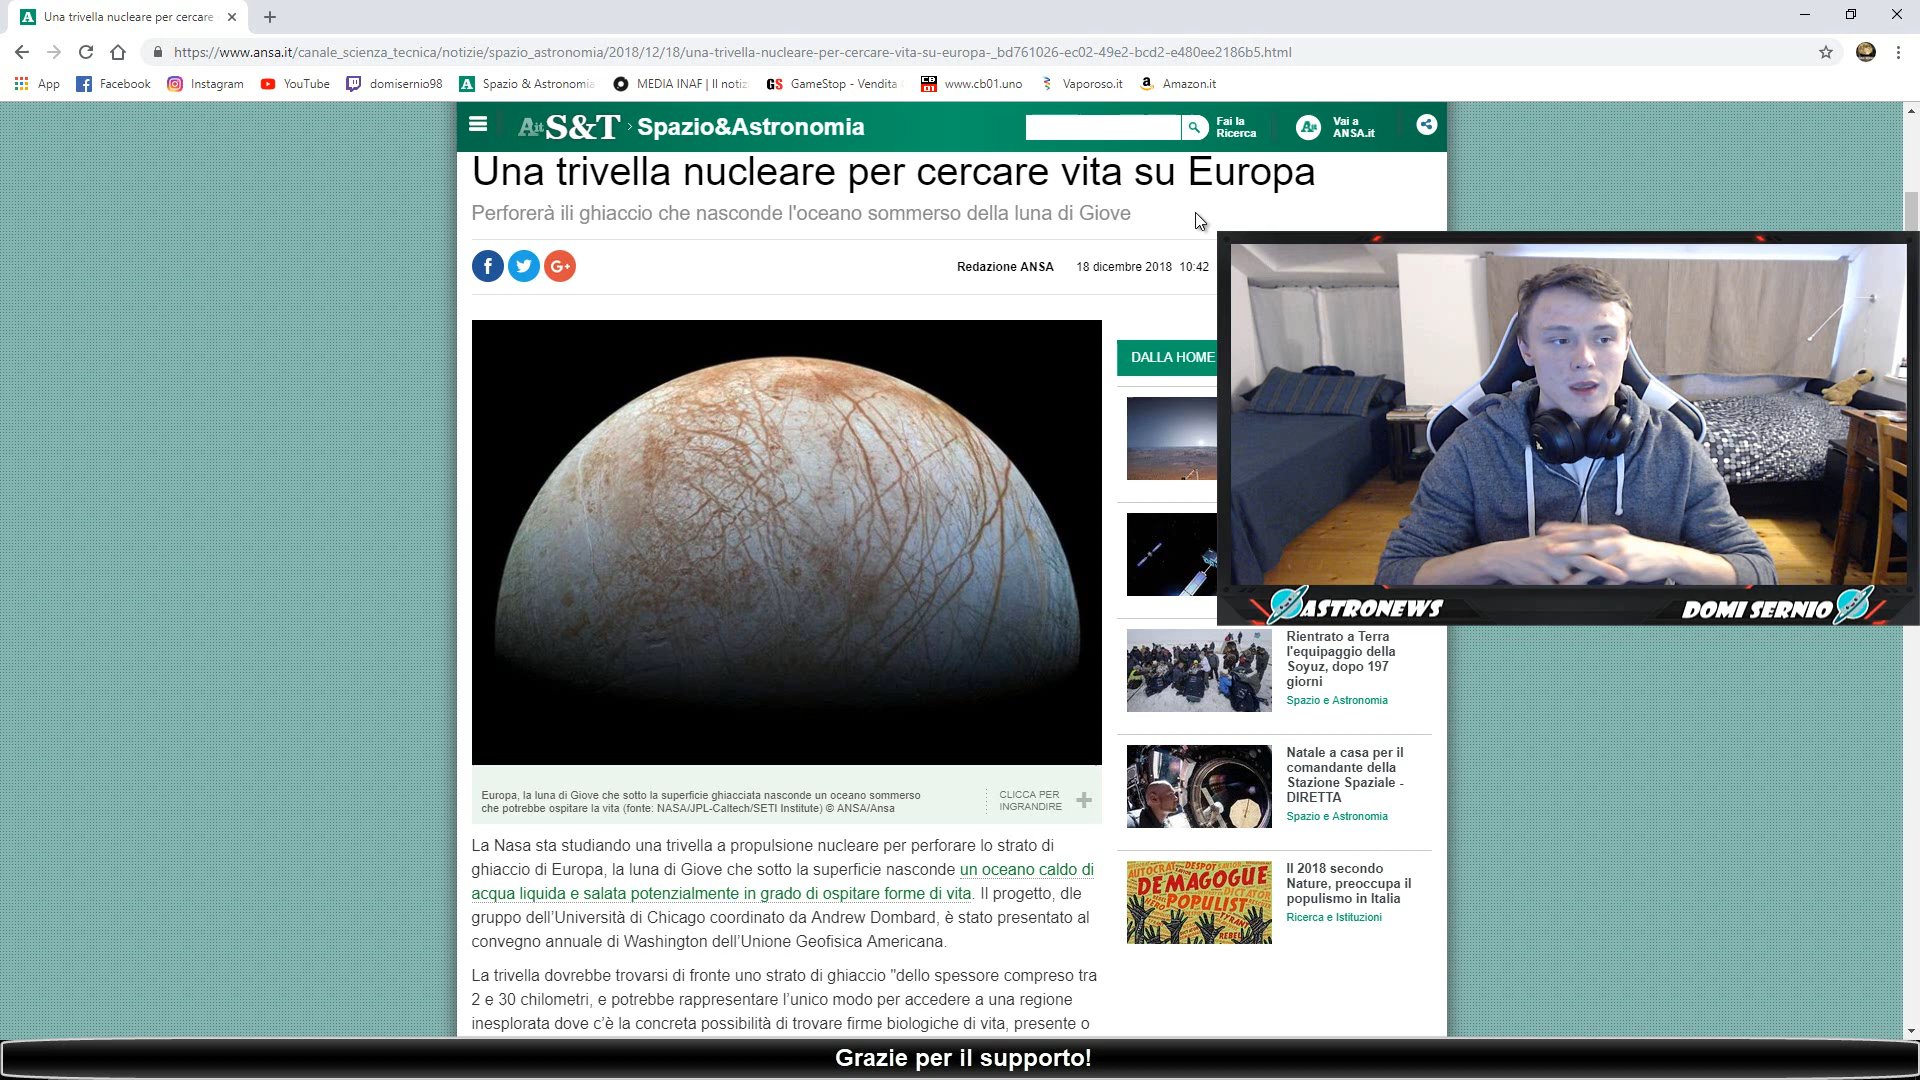 Una trivella nucleare per cercare
https://www.ansa.it/canale_scienza_tecnica/notizie/spazio_astronomia/2018/12/18/una-trivella-nucleare-per-cercare-vita-su-europa-_bd761026-ec02-49e2-bcd2-e480ee2186b5.html
App Facebook Instagram YouTube domisernio98 Spazio & Astronomia MEDIA INAF | Il notiz GameStop - Vendita www.cb01.uno Vaporoso.it Amazon.it
Ait S&T › Spazio&Astronomia
Fai la
Ricerca
Vai a
ANSA.it
Una trivella nucleare per cercare vita su Europa
Perforerà ili ghiaccio che nasconde l'oceano sommerso della luna di Giove
Redazione ANSA 18 dicembre 2018 10:42
DALLA HOME
ASTRONEWS
DOMI SERNIO
Europa, la luna di Giove che sotto la superficie ghiacciata nasconde un oceano sommerso
che potrebbe ospitare la vita (fonte: NASA/JPL-Caltech/SETI Institute) © ANSA/Ansa
CLICCA PER
INGRANDIRE
La Nasa sta studiando una trivella a propulsione nucleare per perforare lo strato di
ghiaccio di Europa, la luna di Giove che sotto la superficie nasconde un oceano caldo di
acqua liquida e salata potenzialmente in grado di ospitare forme di vita. Il progetto, dle
gruppo dell'Università di Chicago coordinato da Andrew Dombard, è stato presentato al
convegno annuale di Washington dell'Unione Geofisica Americana.
La trivella dovrebbe trovarsi di fronte uno strato di ghiaccio "dello spessore compreso tra
2 e 30 chilometri, e potrebbe rappresentare l'unico modo per accedere a una regione
inesplorata dove c'è la concreta possibilità di trovare firme biologiche di vita, presente o
Rientrato a Terra
l'equipaggio della
Soyuz, dopo 197
giorni
Spazio e Astronomia
Natale a casa per il
comandante della
Stazione Spaziale -
DIRETTA
Spazio e Astronomia
AUTOCRAT DESPOT
DEMAGOGUE
POPULIST
DICTATOR
REBEL
Il 2018 secondo
Nature, preoccupa il
populismo in Italia
Ricerca e Istituzioni
Grazie per il supporto!